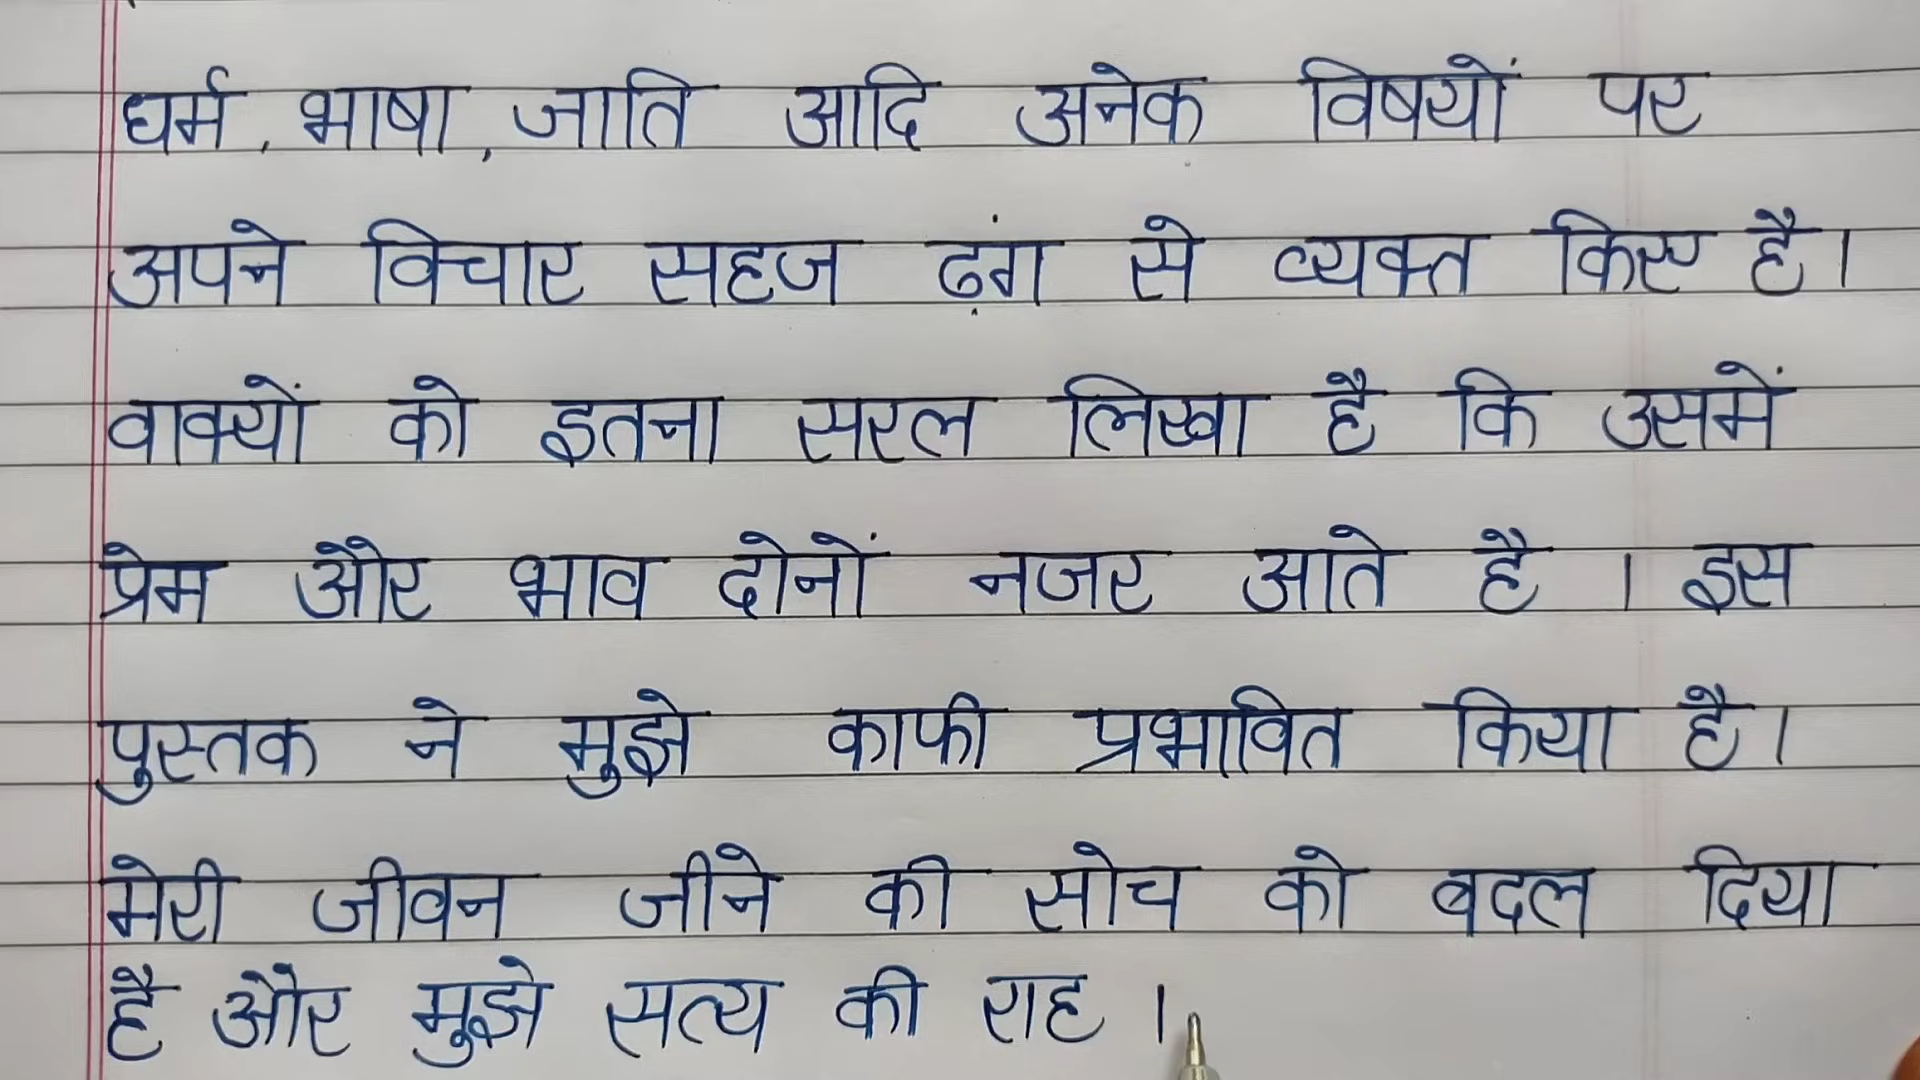 धर्म, भाषा, जाति आदि अनेक विषयों पर
अपने विचार सहज ढ़ंग से व्यक्त किए है।
वाक्यों को इतना सरल लिखा है कि उसमें
प्रेम और भाव दोनों नजर आते है । इस
पुस्तक ने मुझे काफी प्रभावित किया है।
मेरी जीवन जीने की सोच को बदल दिया
है और मुझे सत्य की राह ।